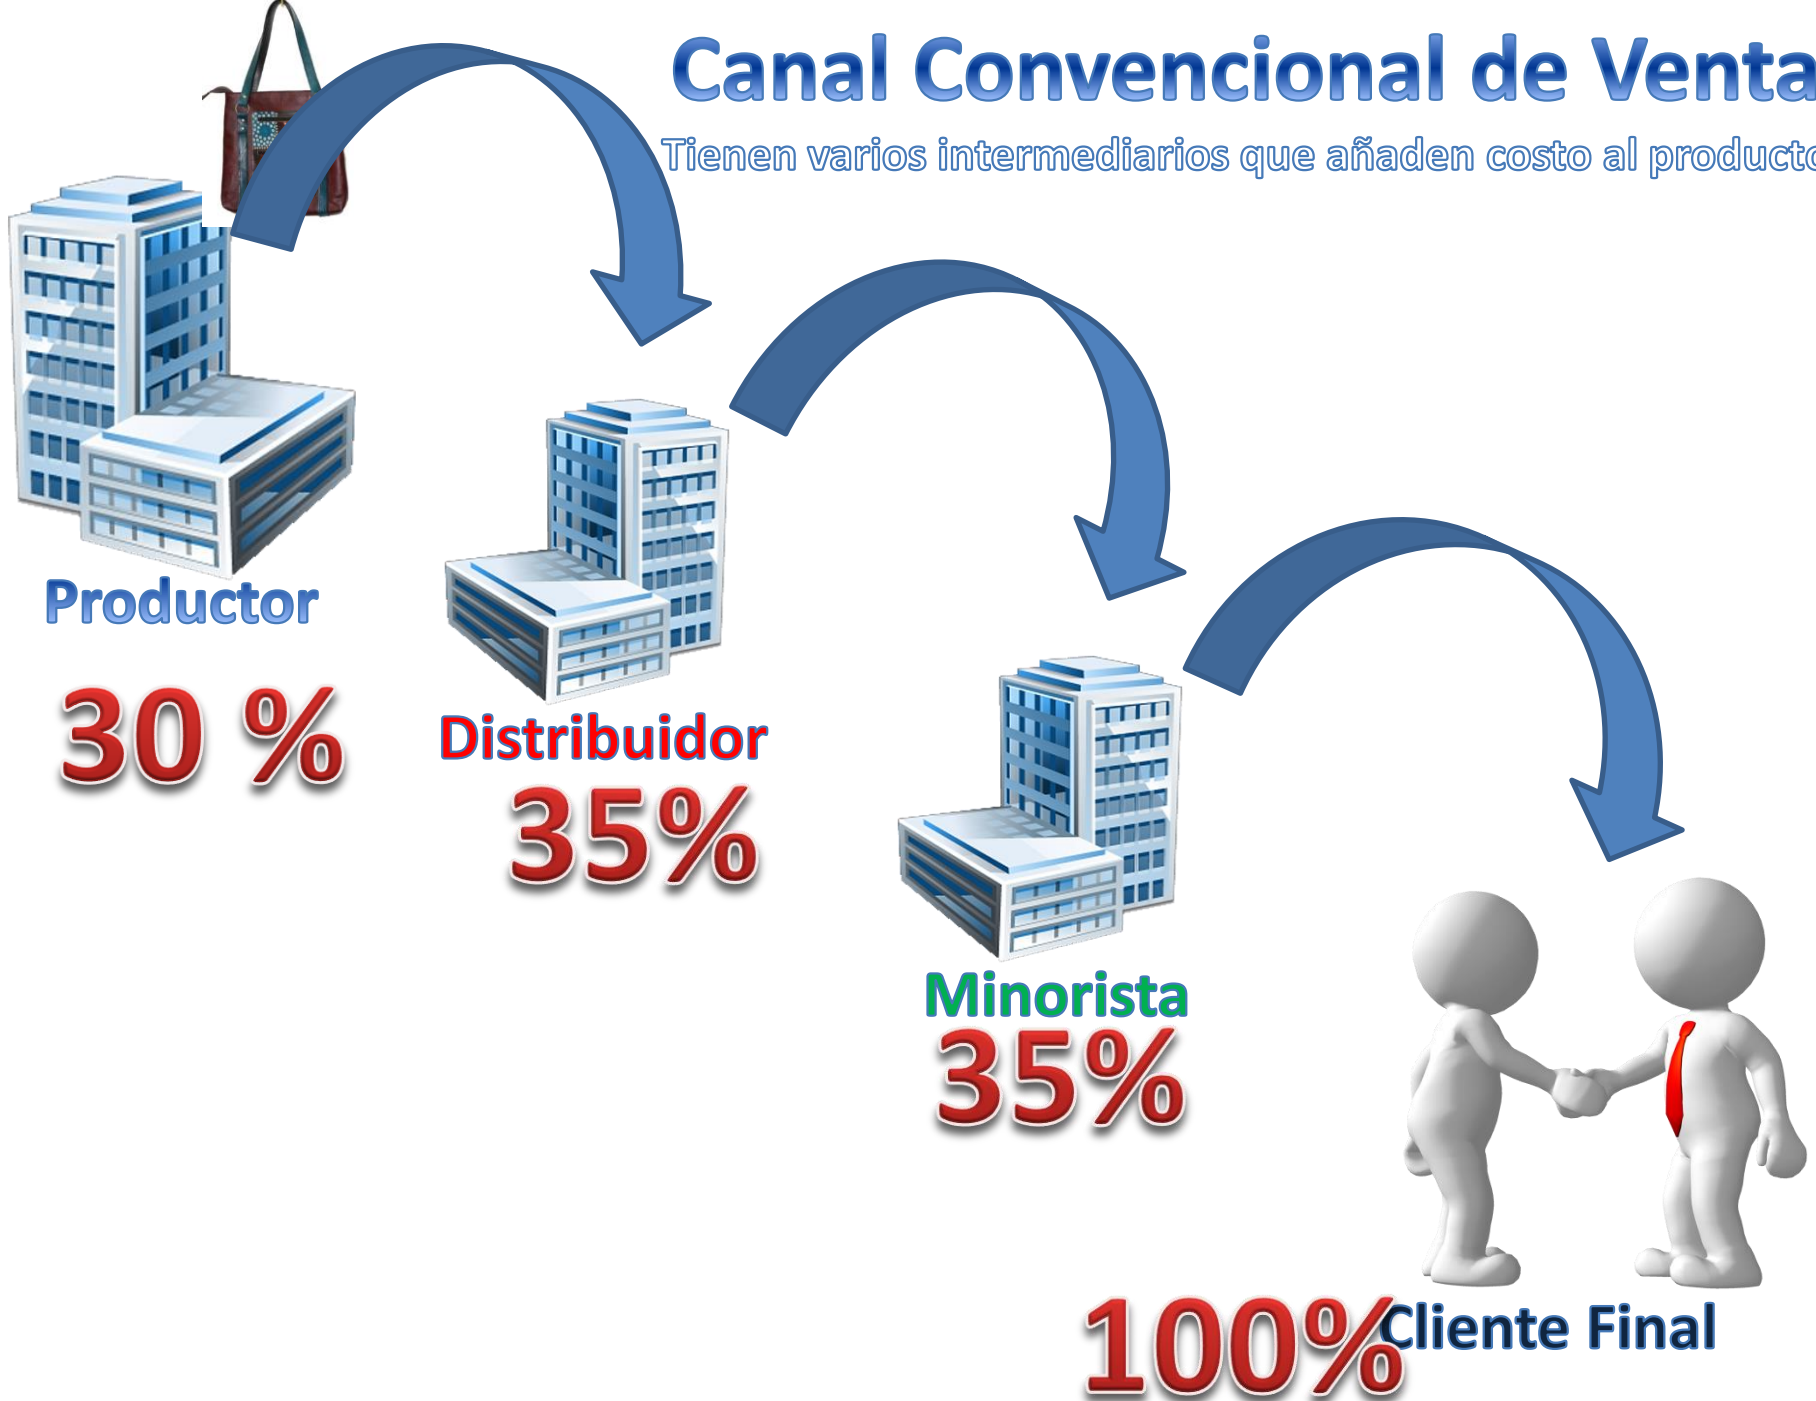 Canal Convencional de Venta
Tienen varios intermediarios que añaden costo al producto
Productor
30 %
Distribuidor
35%
Minorista
35%
100%
Cliente Final